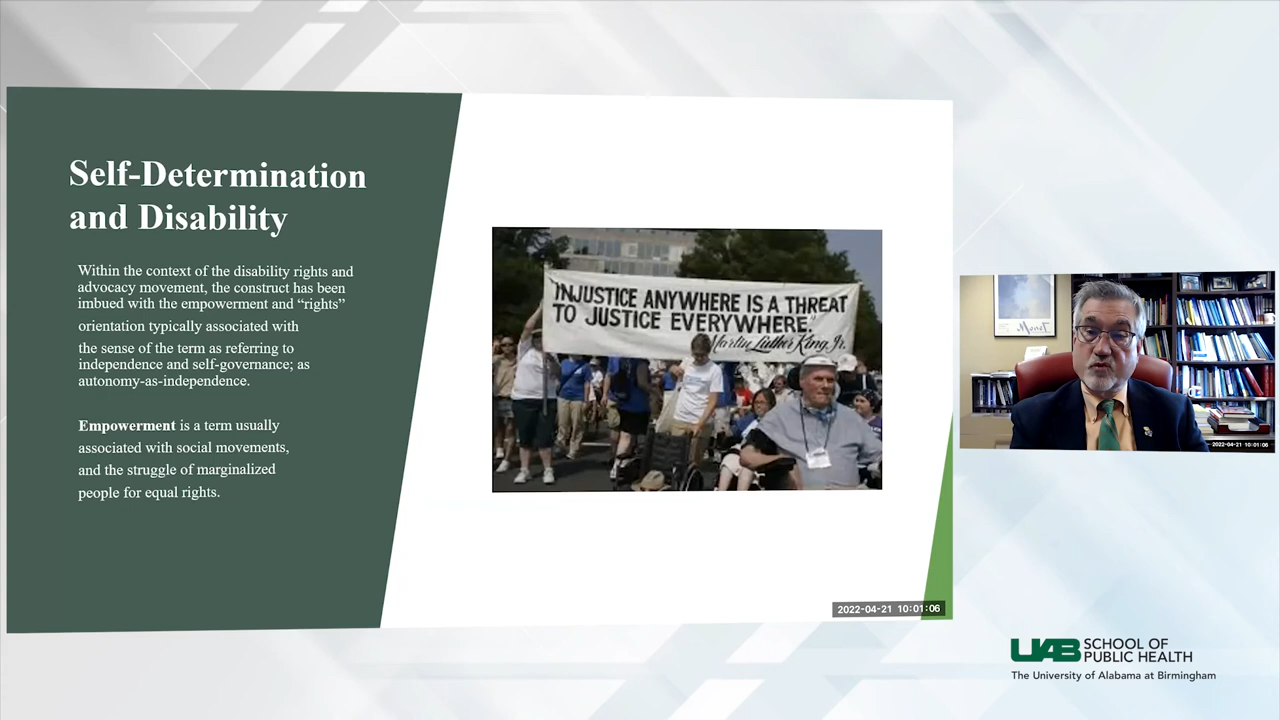 Self-Determination
and Disability
Within the context of the disability rights and
advocacy movement, the construct has been
imbued with the empowerment and “rights”
orientation typically associated with
the sense of the term as referring to
independence and self-governance; as
autonomy-as-independence.
Empowerment is a term usually
associated with social movements,
and the struggle of marginalized
people for equal rights.
"INJUSTICE ANYWHERE IS A THREAT
TO JUSTICE EVERYWHERE."
Martin Luther King Jr.
2022-04-21 10:01:06
Monet
2022-04-21 10:01:06
UAB SCHOOL OF
PUBLIC HEALTH
The University of Alabama at Birmingham